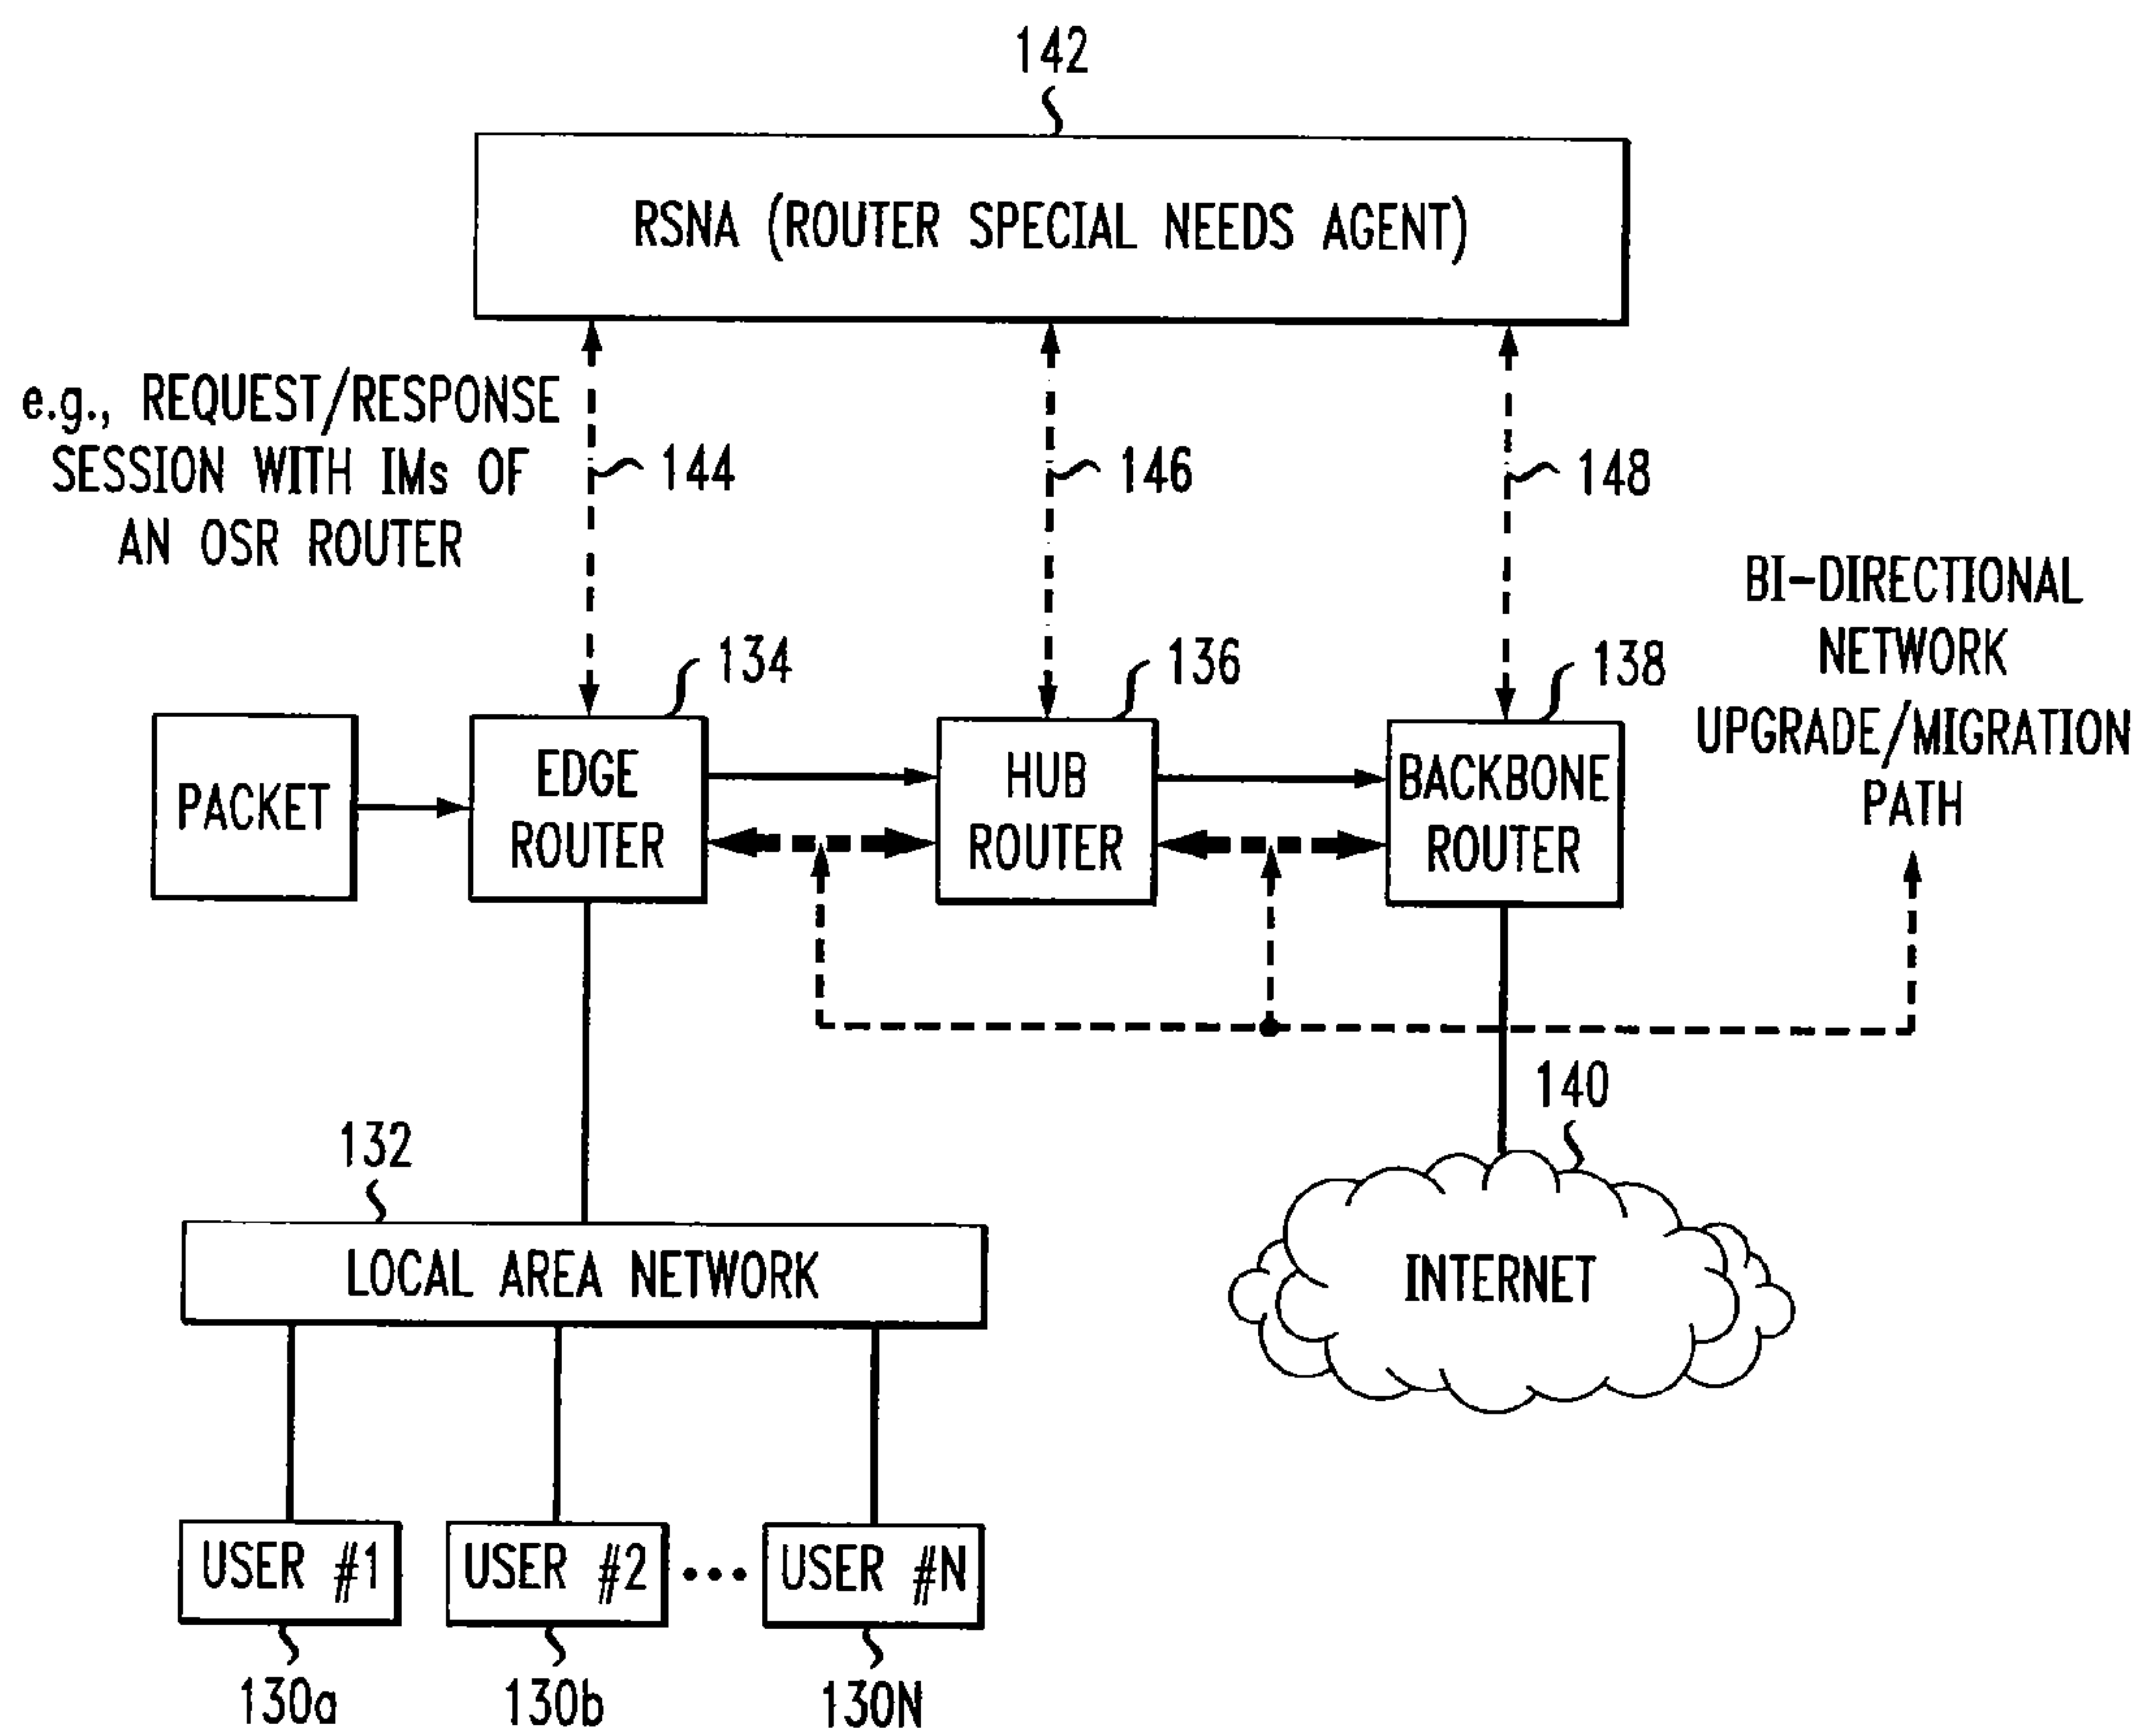 142
RSNA (ROUTER SPECIAL NEEDS AGENT)
e.g., REQUEST/RESPONSE
SESSION WITH IMs OF
AN OSR ROUTER
144
146
148
BI-DIRECTIONAL
NETWORK
UPGRADE/MIGRATION
PATH
134
136
138
PACKET
EDGE
ROUTER
HUB
ROUTER
BACKBONE
ROUTER
132
140
LOCAL AREA NETWORK
INTERNET
USER #1
USER #2
•••
USER #N
130a
130b
130N